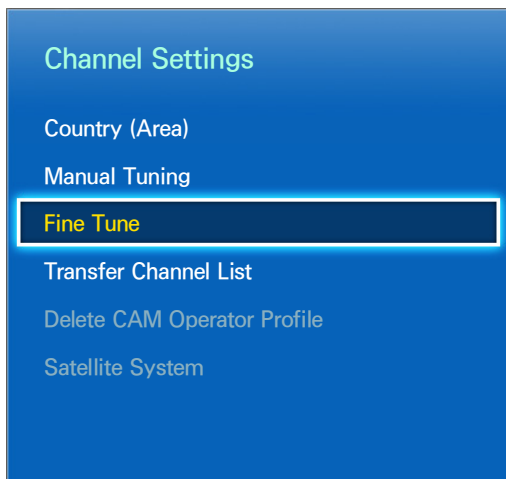 Channel Settings
Country (Area)
Manual Tuning
Fine Tune
Transfer Channel List
Delete CAM Operator Profile
Satellite System